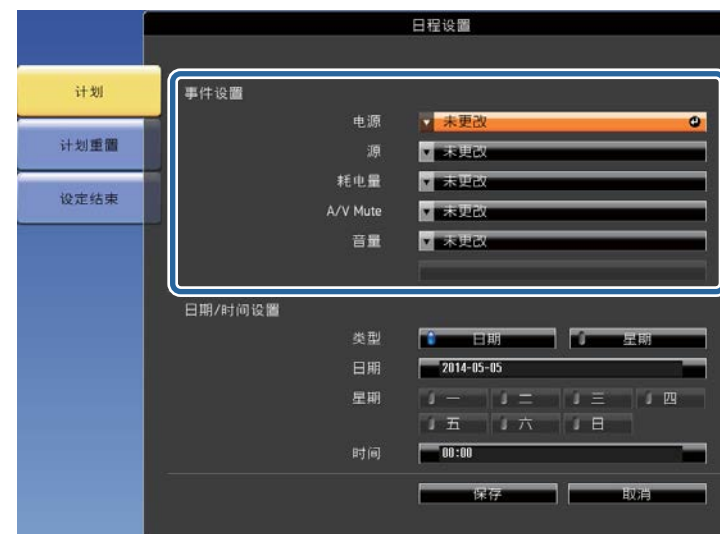 日程设置
计划
计划重置
设定结束
事件设置
电源 未更改
源 未更改
耗电量 未更改
A/V Mute 未更改
音量 未更改
日期/时间设置
类型 日期 星期
日期 2014-05-05
星期 一 二 三 四
五 六 日
时间 00:00
保存 取消